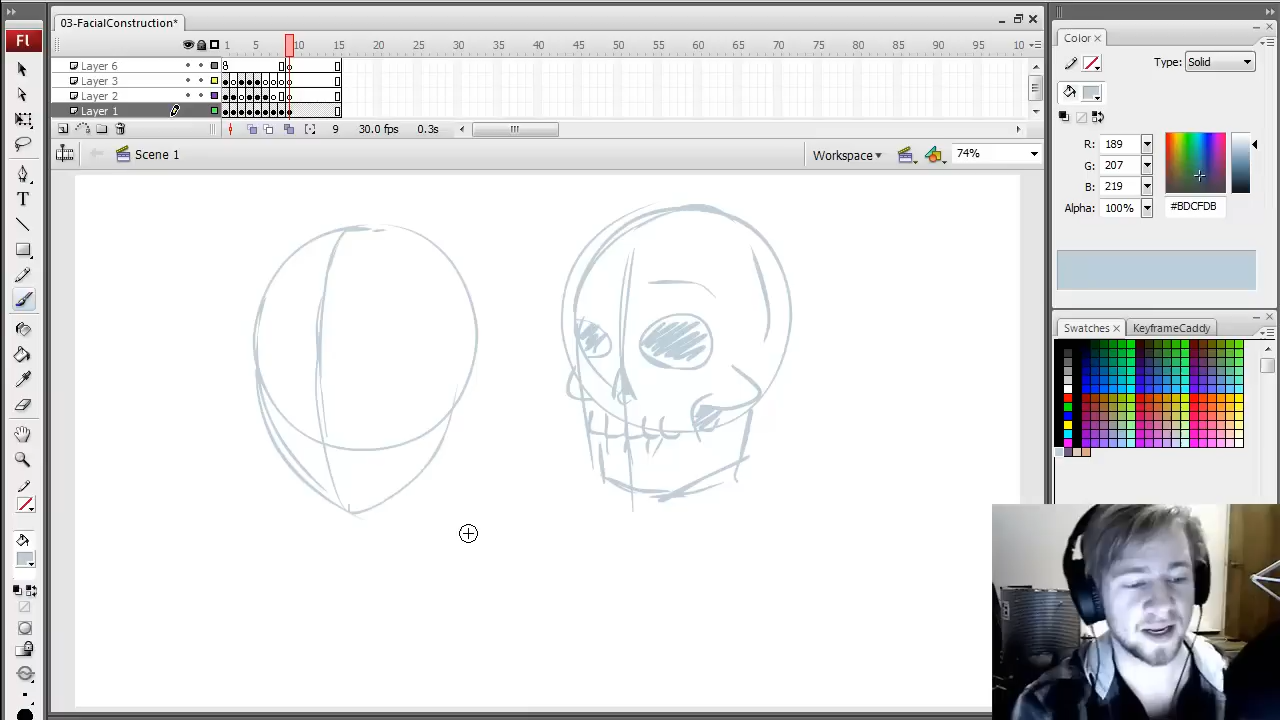 03-FacialConstruction*
Fl
1 5 10 15 20 25 30 35 40 45 50 55 60 65 70 75 80 85 90 95 10
Layer 6
Layer 3
Layer 2
Layer 1
9 30.0 fps 0.3s
Scene 1
Workspace
74%
Color
Type: Solid
R: 189
G: 207
B: 219
Alpha: 100%
#BDCFDB
Swatches KeyframeCaddy